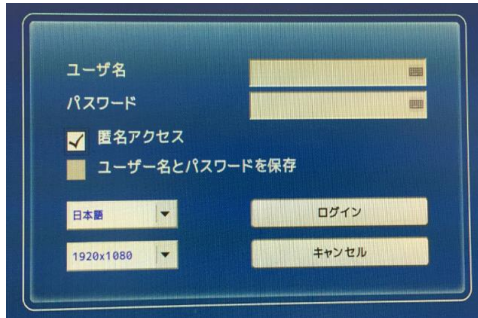 ユーザ名
パスワード
匿名アクセス
ユーザー名とパスワードを保存
日本語
ログイン
1920x1080
キャンセル